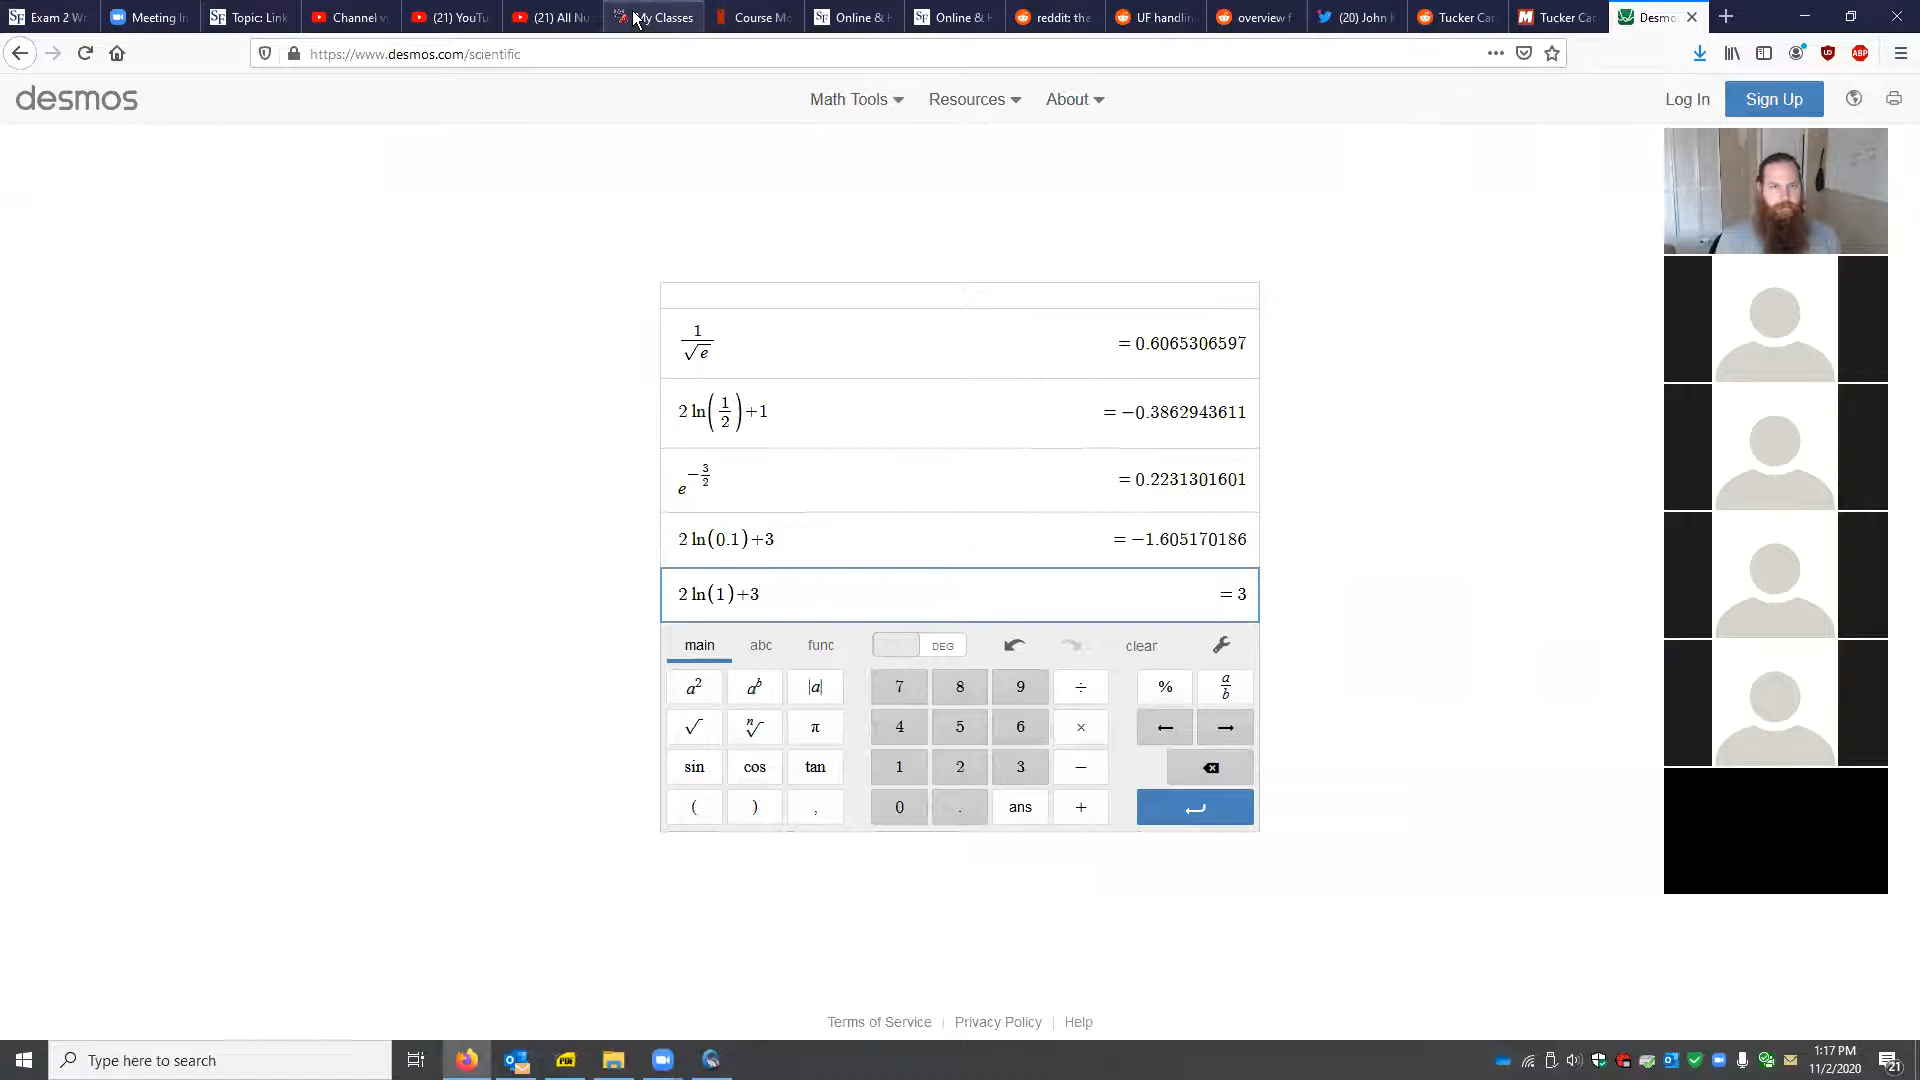 Exam 2 Wr
Meeting In
Topic: Link
Channel v
(21) YouTu
(21) All Nu
My Classes
Course Mo
Online & H
Online & H
reddit: the
UF handlin
overview f
(20) John
Tucker Car
Tucker Car
Desmo
https://www.desmos.com/scientific
desmos
Math Tools
Resources
About
Log In
Sign Up
1/√e = 0.6065306597
2 ln(1/2)+1 = −0.3862943611
e^(−3/2) = 0.2231301601
2 ln(0.1)+3 = −1.605170186
2 ln(1)+3 = 3
main abc func DEG clear
a² a^b |a| 7 8 9 ÷ % a/b
√ ⁿ√ π 4 5 6 × ← →
sin cos tan 1 2 3 −
( ) , 0 . ans +
Terms of Service | Privacy Policy | Help
Type here to search
PDF
1:17 PM
11/2/2020
21